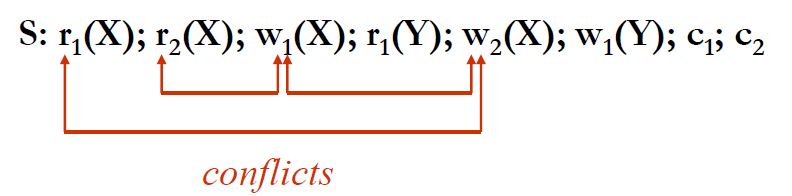 S: r₁(X); r₂(X); w₁(X); r₁(Y); w₂(X); w₁(Y); c₁; c₂
conflicts